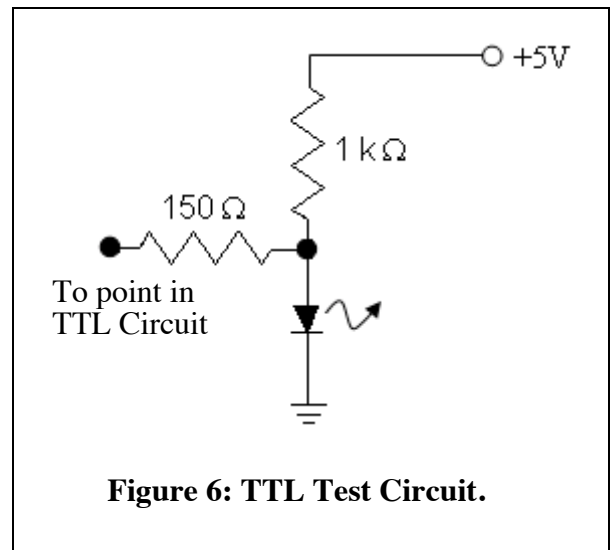 +5V
1 kΩ
150 Ω
To point in
TTL Circuit
Figure 6: TTL Test Circuit.